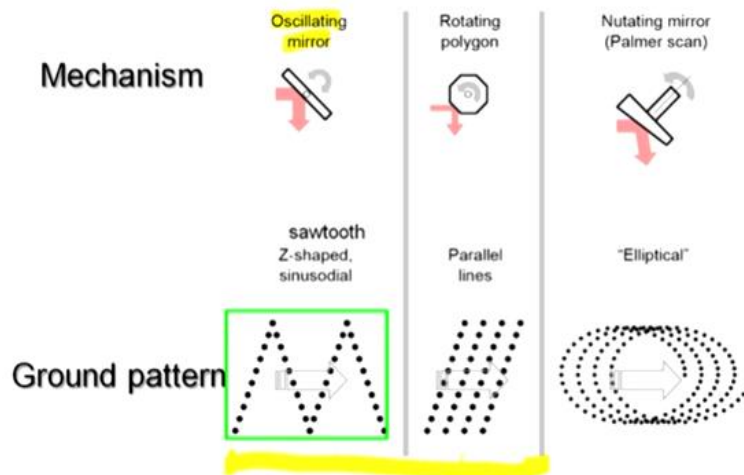 Oscillating
mirror
Rotating
polygon
Nutating mirror
(Palmer scan)
Mechanism
sawtooth
Z-shaped,
sinusodial
Parallel
lines
"Elliptical"
Ground pattern